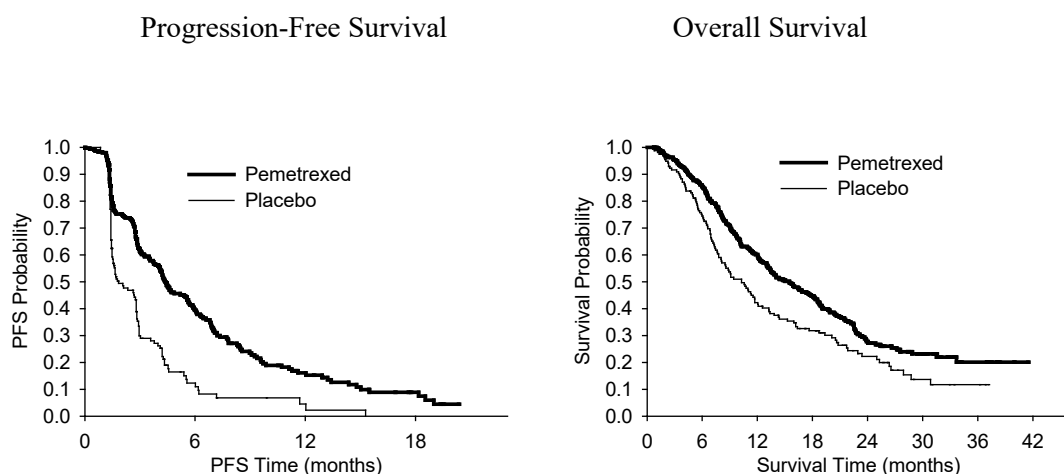 Progression-Free Survival
Overall Survival
1.0
0.9
0.8
0.7
0.6
0.5
0.4
0.3
0.2
0.1
0.0
PFS Probability
Pemetrexed
Placebo
0 6 12 18
PFS Time (months)
1.0
0.9
0.8
0.7
0.6
0.5
0.4
0.3
0.2
0.1
0.0
Survival Probability
Pemetrexed
Placebo
0 6 12 18 24 30 36 42
Survival Time (months)